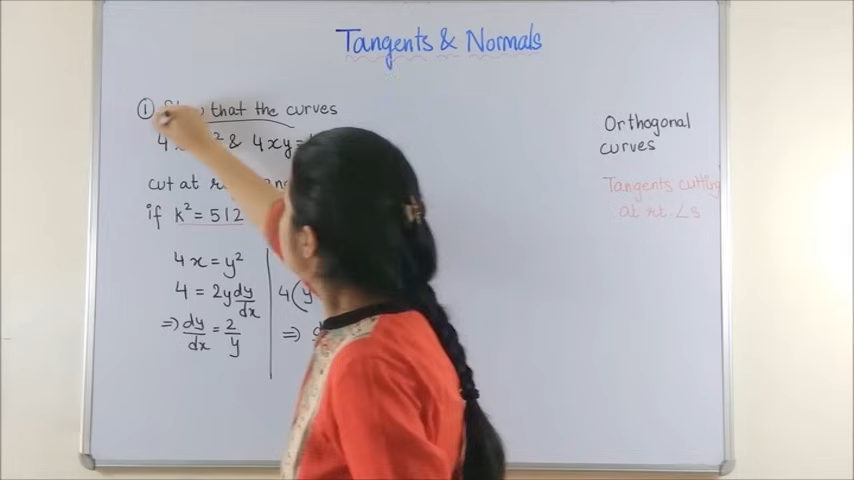 Tangents & Normals
① that the curves
4 ² & 4xy=
cut at
if k² = 512
4x = y²
4 = 2y dy/dx
⇒ dy/dx = 2/y
4(y
⇒
Orthogonal
curves
Tangents cutting
at rt. ∠s